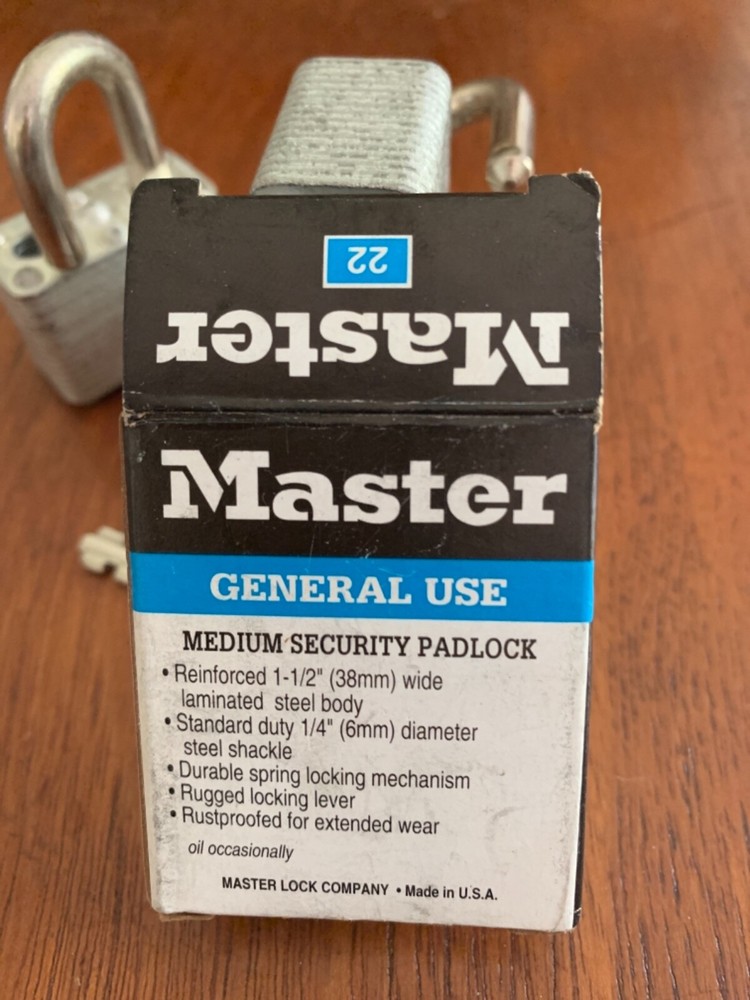 22
Master
Master
GENERAL USE
MEDIUM SECURITY PADLOCK
• Reinforced 1-1/2" (38mm) wide
laminated steel body
• Standard duty 1/4" (6mm) diameter
steel shackle
• Durable spring locking mechanism
• Rugged locking lever
• Rustproofed for extended wear
oil occasionally
MASTER LOCK COMPANY • Made in U.S.A.